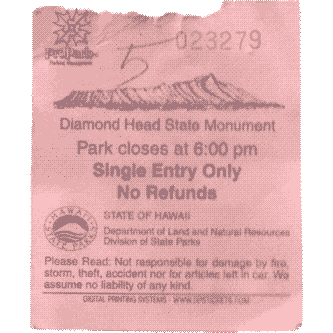 023279
5
Diamond Head State Monument
Park closes at 6:00 pm
Single Entry Only
No Refunds
HAWAII
STATE PARKS
STATE OF HAWAII
Department of Land and Natural Resources
Division of State Parks
Please Read: Not responsible for damage by fire,
storm, theft, accident nor for articles left in car. We
assume no liability of any kind.
DIGITAL PRINTING SYSTEMS